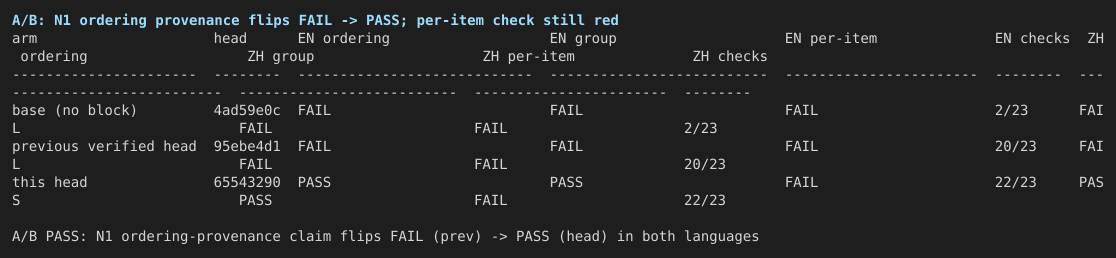 A/B: N1 ordering provenance flips FAIL -> PASS; per-item check still red
arm                     head      EN ordering                   EN group                    EN per-item              EN checks  ZH
 ordering                   ZH group                    ZH per-item              ZH checks
----------------------  --------  ----------------------------  --------------------------  -----------------------  --------  ---
-------------------------  --------------------------  -----------------------  --------
base (no block)         4ad59e0c  FAIL                          FAIL                        FAIL                     2/23      FAI
L                          FAIL                        FAIL                     2/23
previous verified head  95ebe4d1  FAIL                          FAIL                        FAIL                     20/23     FAI
L                          FAIL                        FAIL                     20/23
this head               65543290  PASS                          PASS                        FAIL                     22/23     PAS
S                          PASS                        FAIL                     22/23
A/B PASS: N1 ordering-provenance claim flips FAIL (prev) -> PASS (head) in both languages